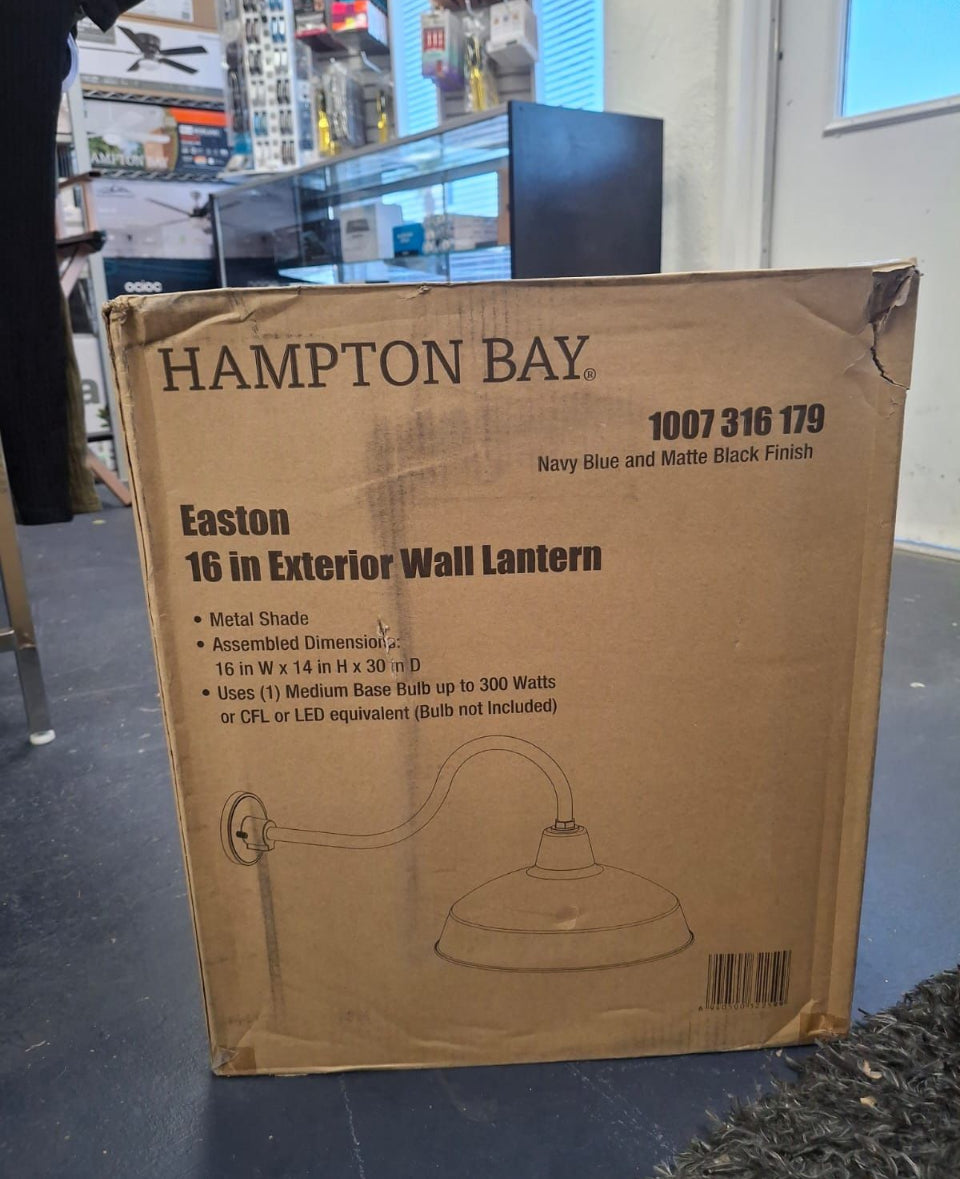 AMPTON BAY
HAMPTON BAY®
1007 316 179
Navy Blue and Matte Black Finish
Easton
16 in Exterior Wall Lantern
• Metal Shade
• Assembled Dimensions:
16 in W x 14 in H x 30 in D
• Uses (1) Medium Base Bulb up to 300 Watts
or CFL or LED equivalent (Bulb not Included)